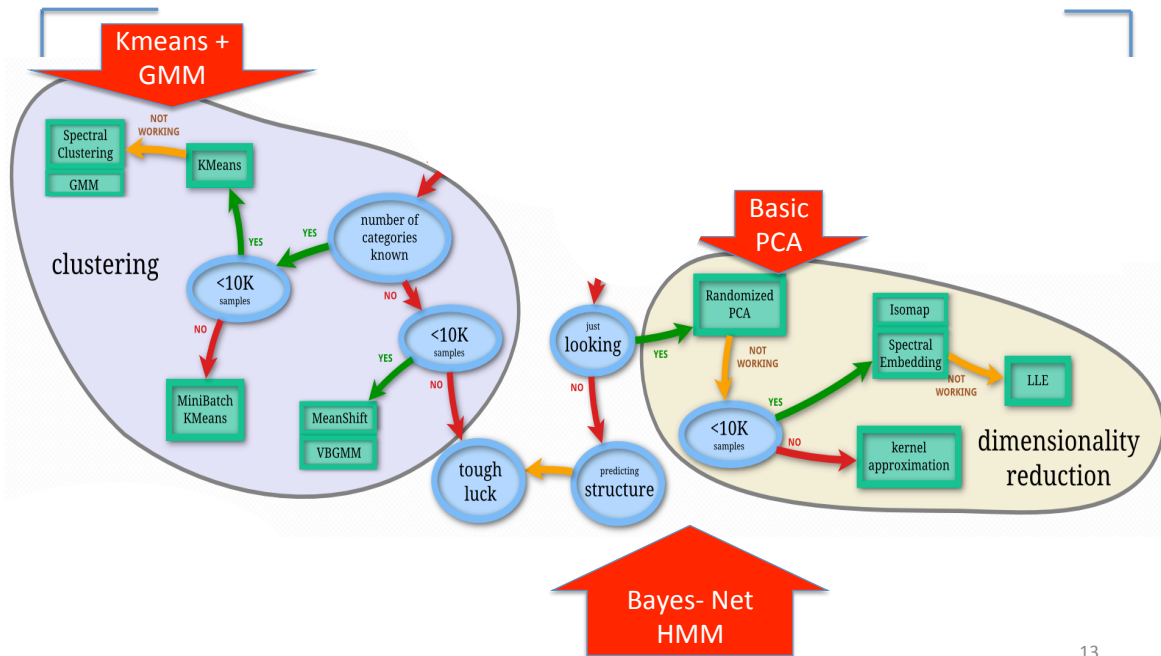 Kmeans +
GMM
NOT
WORKING
Spectral
Clustering
GMM
KMeans
number of
categories
known
YES
YES
clustering
<10K
samples
NO
NO
<10K
samples
YES
NO
MiniBatch
KMeans
MeanShift
VBGMM
tough
luck
Basic
PCA
Randomized
PCA
just
looking
YES
NO
NOT
WORKING
Isomap
Spectral
Embedding
NOT
WORKING
LLE
<10K
samples
YES
NO
kernel
approximation
dimensionality
reduction
predicting
structure
Bayes- Net
HMM
13